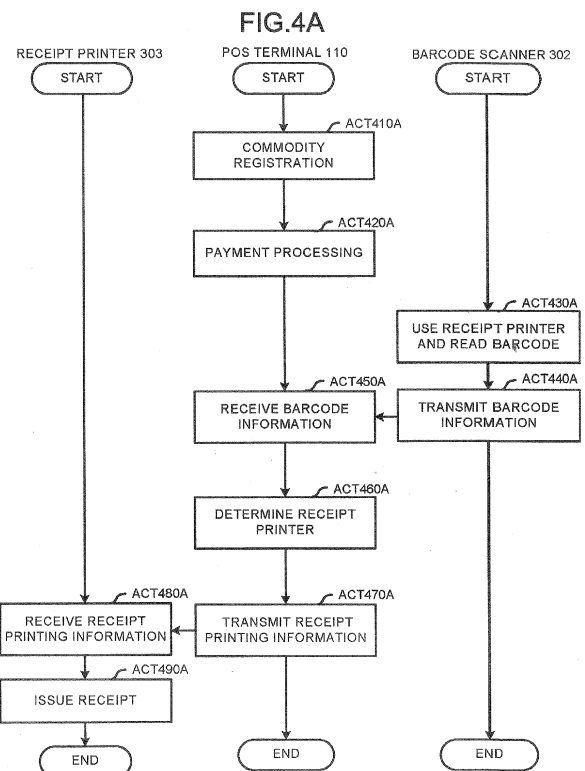 FIG.4A
RECEIPT PRINTER 303
POS TERMINAL 110
BARCODE SCANNER 302
START
START
START
ACT410A
COMMODITY
REGISTRATION
ACT420A
PAYMENT PROCESSING
ACT430A
USE RECEIPT PRINTER
AND READ BARCODE
ACT440A
TRANSMIT BARCODE
INFORMATION
ACT450A
RECEIVE BARCODE
INFORMATION
ACT460A
DETERMINE RECEIPT
PRINTER
ACT470A
TRANSMIT RECEIPT
PRINTING INFORMATION
ACT480A
RECEIVE RECEIPT
PRINTING INFORMATION
ACT490A
ISSUE RECEIPT
END
END
END